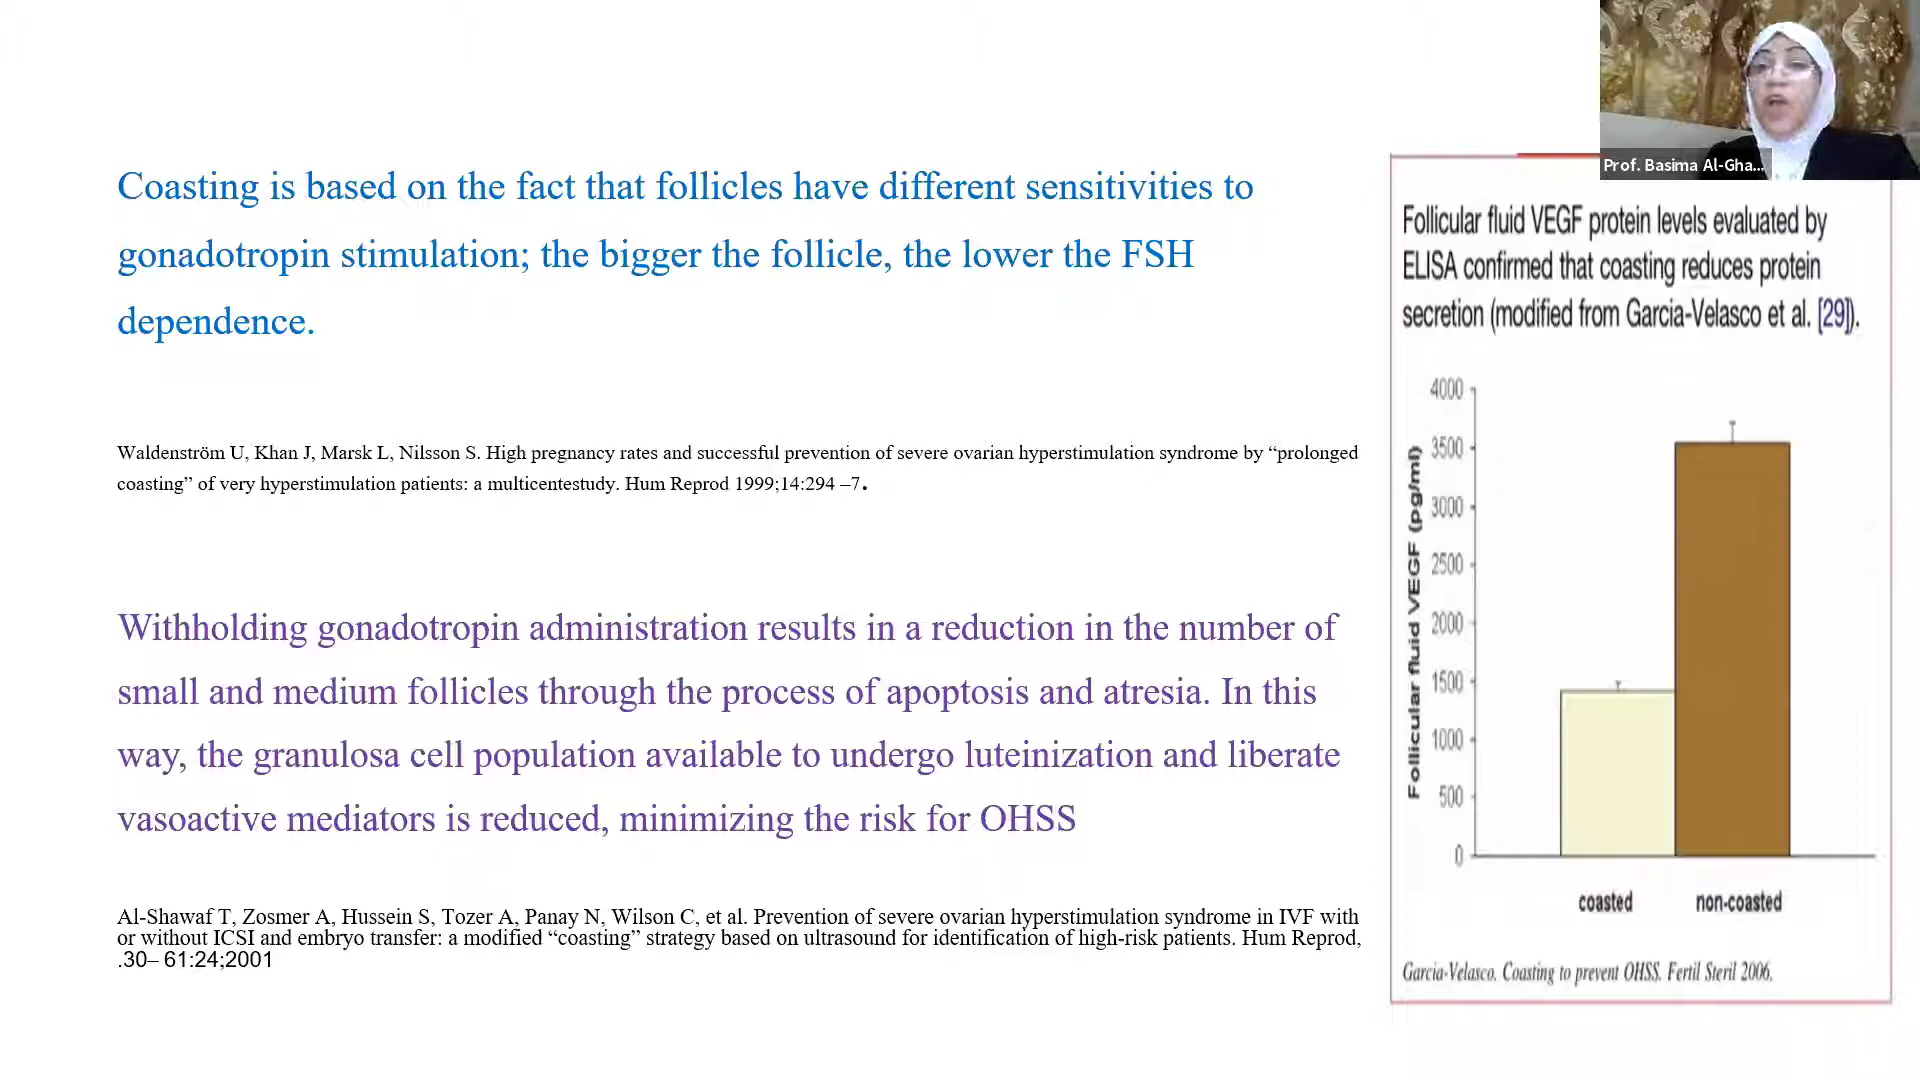 Prof. Basima Al-Gha...
Coasting is based on the fact that follicles have different sensitivities to
gonadotropin stimulation; the bigger the follicle, the lower the FSH
dependence.
Waldenström U, Khan J, Marsk L, Nilsson S. High pregnancy rates and successful prevention of severe ovarian hyperstimulation syndrome by “prolonged
coasting” of very hyperstimulation patients: a multicentestudy. Hum Reprod 1999;14:294 –7.
Withholding gonadotropin administration results in a reduction in the number of
small and medium follicles through the process of apoptosis and atresia. In this
way, the granulosa cell population available to undergo luteinization and liberate
vasoactive mediators is reduced, minimizing the risk for OHSS
Al-Shawaf T, Zosmer A, Hussein S, Tozer A, Panay N, Wilson C, et al. Prevention of severe ovarian hyperstimulation syndrome in IVF with
or without ICSI and embryo transfer: a modified “coasting” strategy based on ultrasound for identification of high-risk patients. Hum Reprod,
.30– 61:24;2001
Follicular fluid VEGF protein levels evaluated by
ELISA confirmed that coasting reduces protein
secretion (modified from Garcia-Velasco et al. [29]).
Follicular fluid VEGF (pg/ml)
4000
3500
3000
2500
2000
1500
1000
500
0
coasted non-coasted
Garcia-Velasco. Coasting to prevent OHSS. Fertil Steril 2006.